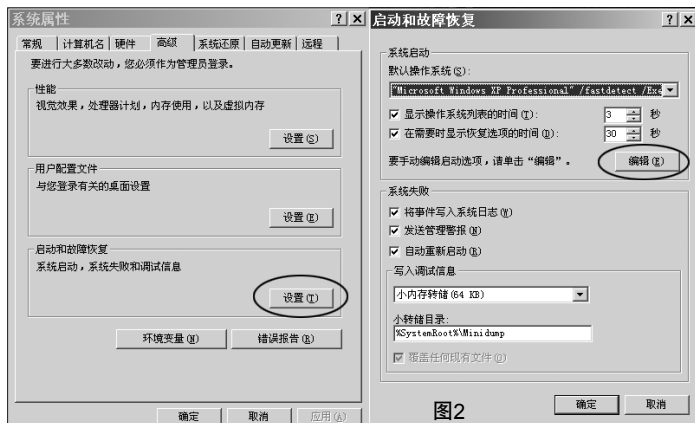 系统属性
常规 计算机名 硬件 高级 系统还原 自动更新 远程
要进行大多数改动，您必须作为管理员登录。
性能
视觉效果，处理器计划，内存使用，以及虚拟内存
设置(S)
用户配置文件
与您登录有关的桌面设置
设置(E)
启动和故障恢复
系统启动，系统失败和调试信息
设置(T)
环境变量(N) 错误报告(R)
确定 取消 应用(A)
启动和故障恢复
系统启动
默认操作系统(S):
"Microsoft Windows XP Professional" /fastdetect /Exe
显示操作系统列表的时间(T): 3 秒
在需要时显示恢复选项的时间(D): 30 秒
要手动编辑启动选项，请单击“编辑”。 编辑(E)
系统失败
将事件写入系统日志(W)
发送管理警报(N)
自动重新启动(R)
写入调试信息
小内存转储(64 KB)
小转储目录:
%SystemRoot%\Minidump
覆盖任何现有文件(O)
确定 取消
图2